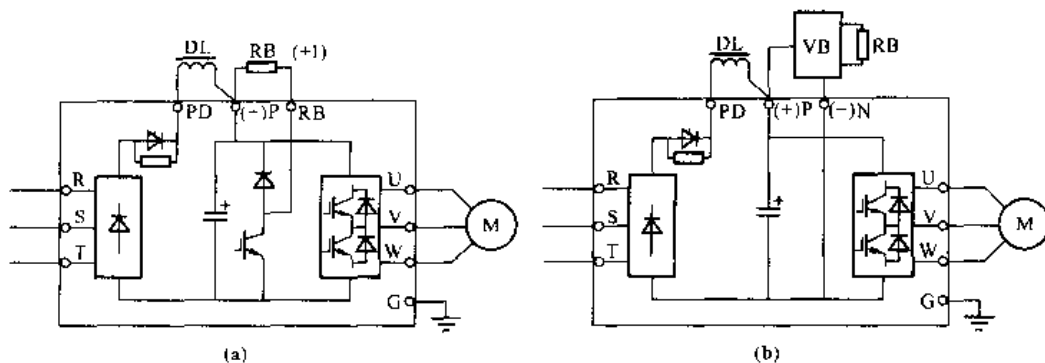 DL RB (+1)
PD (-)P RB
R
S
T
U
V
W
M
G
(a)
DL
VB
RB
PD (+)P (-)N
R
S
T
U
V
W
M
G
(b)